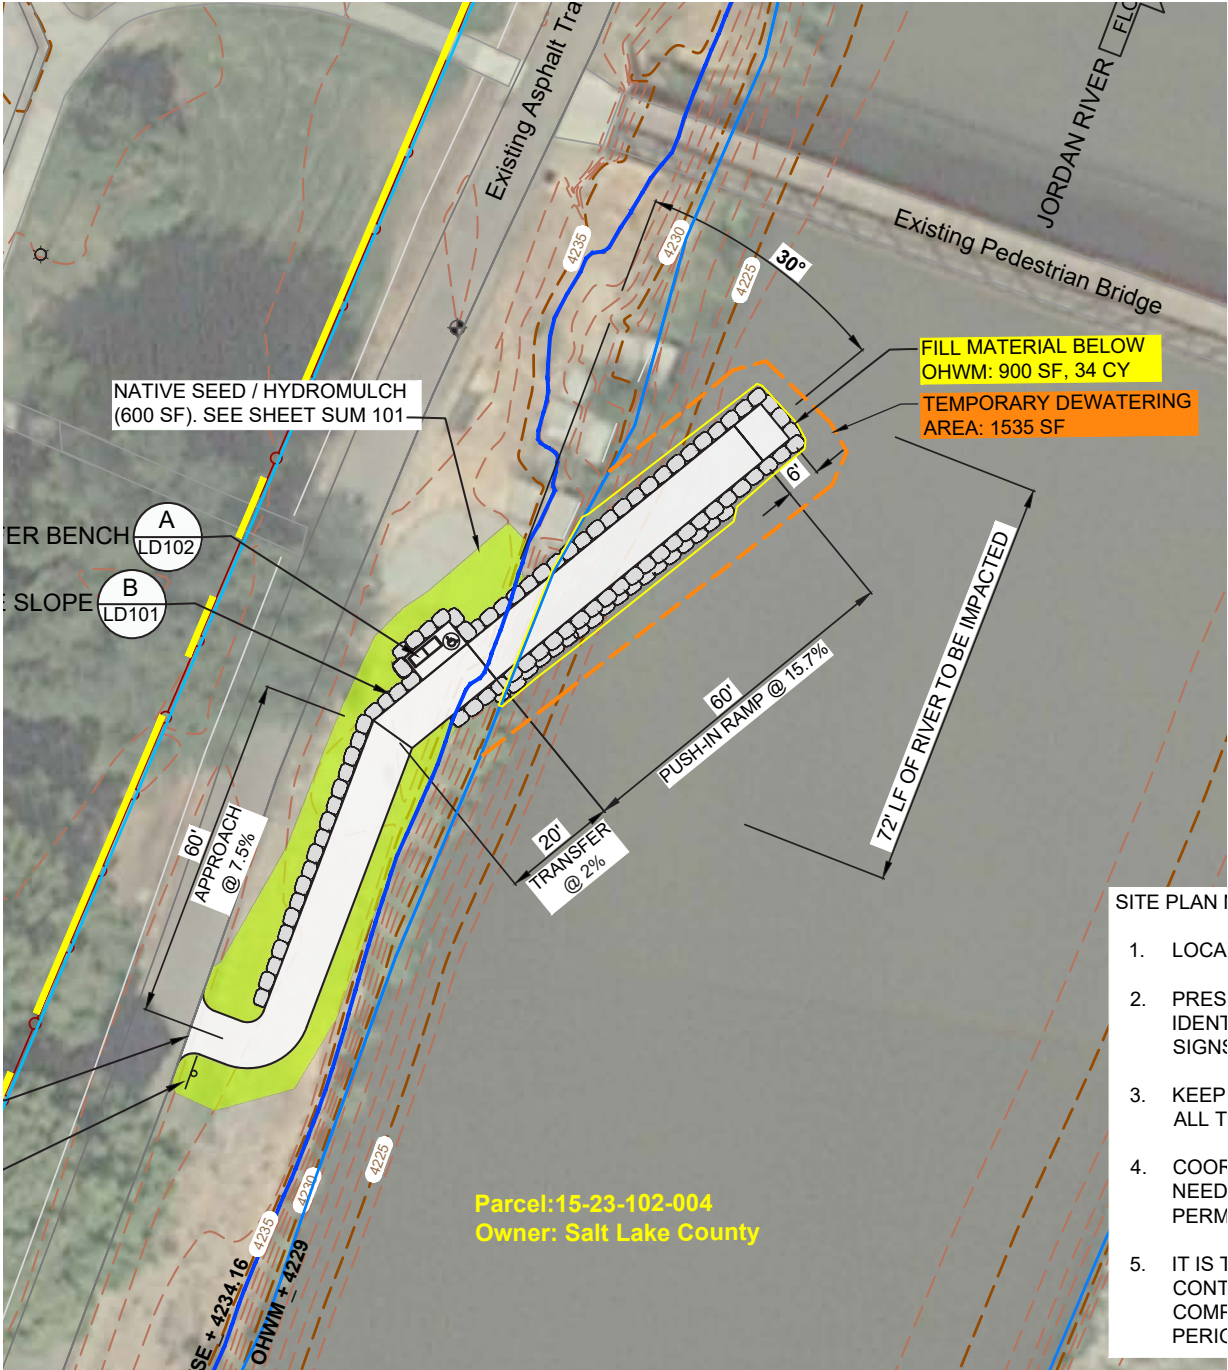 Existing Asphalt Tra
JORDAN RIVER
FLO
Existing Pedestrian Bridge
4235
4230
4225
30°
FILL MATERIAL BELOW
OHWM: 900 SF, 34 CY
TEMPORARY DEWATERING
AREA: 1535 SF
NATIVE SEED / HYDROMULCH
(600 SF). SEE SHEET SUM 101
6'
ER BENCH
A
LD102
SLOPE
B
LD101
72' LF OF RIVER TO BE IMPACTED
60'
PUSH-IN RAMP @ 15.7%
20'
TRANSFER
@ 2%
60'
APPROACH
@ 7.5%
SITE PLAN
1. LOCA
2. PRES
IDENT
SIGNS
3. KEEP
ALL T
4. COOR
NEED
PERM
5. IT IS T
CONT
COMP
PERIO
Parcel:15-23-102-004
Owner: Salt Lake County
4225
4230
4235
SE + 4234.16
OHWM + 4229